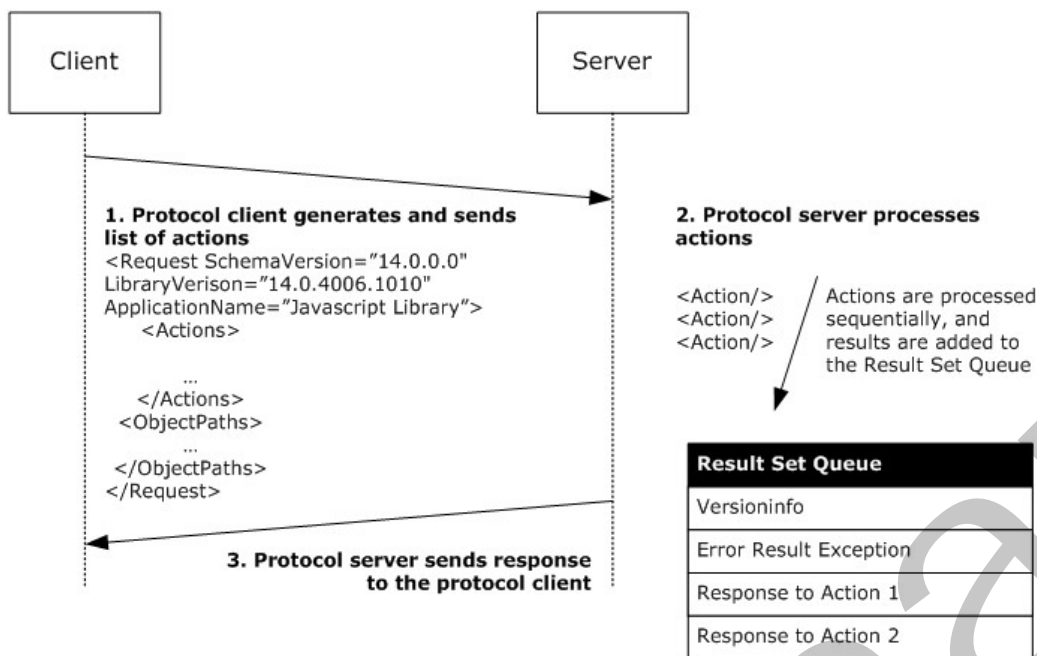 Client
Server
1. Protocol client generates and sends
list of actions
<Request SchemaVersion="14.0.0.0"
LibraryVerison="14.0.4006.1010"
ApplicationName="Javascript Library">
<Actions>
...
</Actions>
<ObjectPaths>
...
</ObjectPaths>
</Request>
2. Protocol server processes
actions
<Action/>
<Action/>
<Action/>
Actions are processed
sequentially, and
results are added to
the Result Set Queue
Result Set Queue
Versioninfo
Error Result Exception
Response to Action 1
Response to Action 2
3. Protocol server sends response
to the protocol client